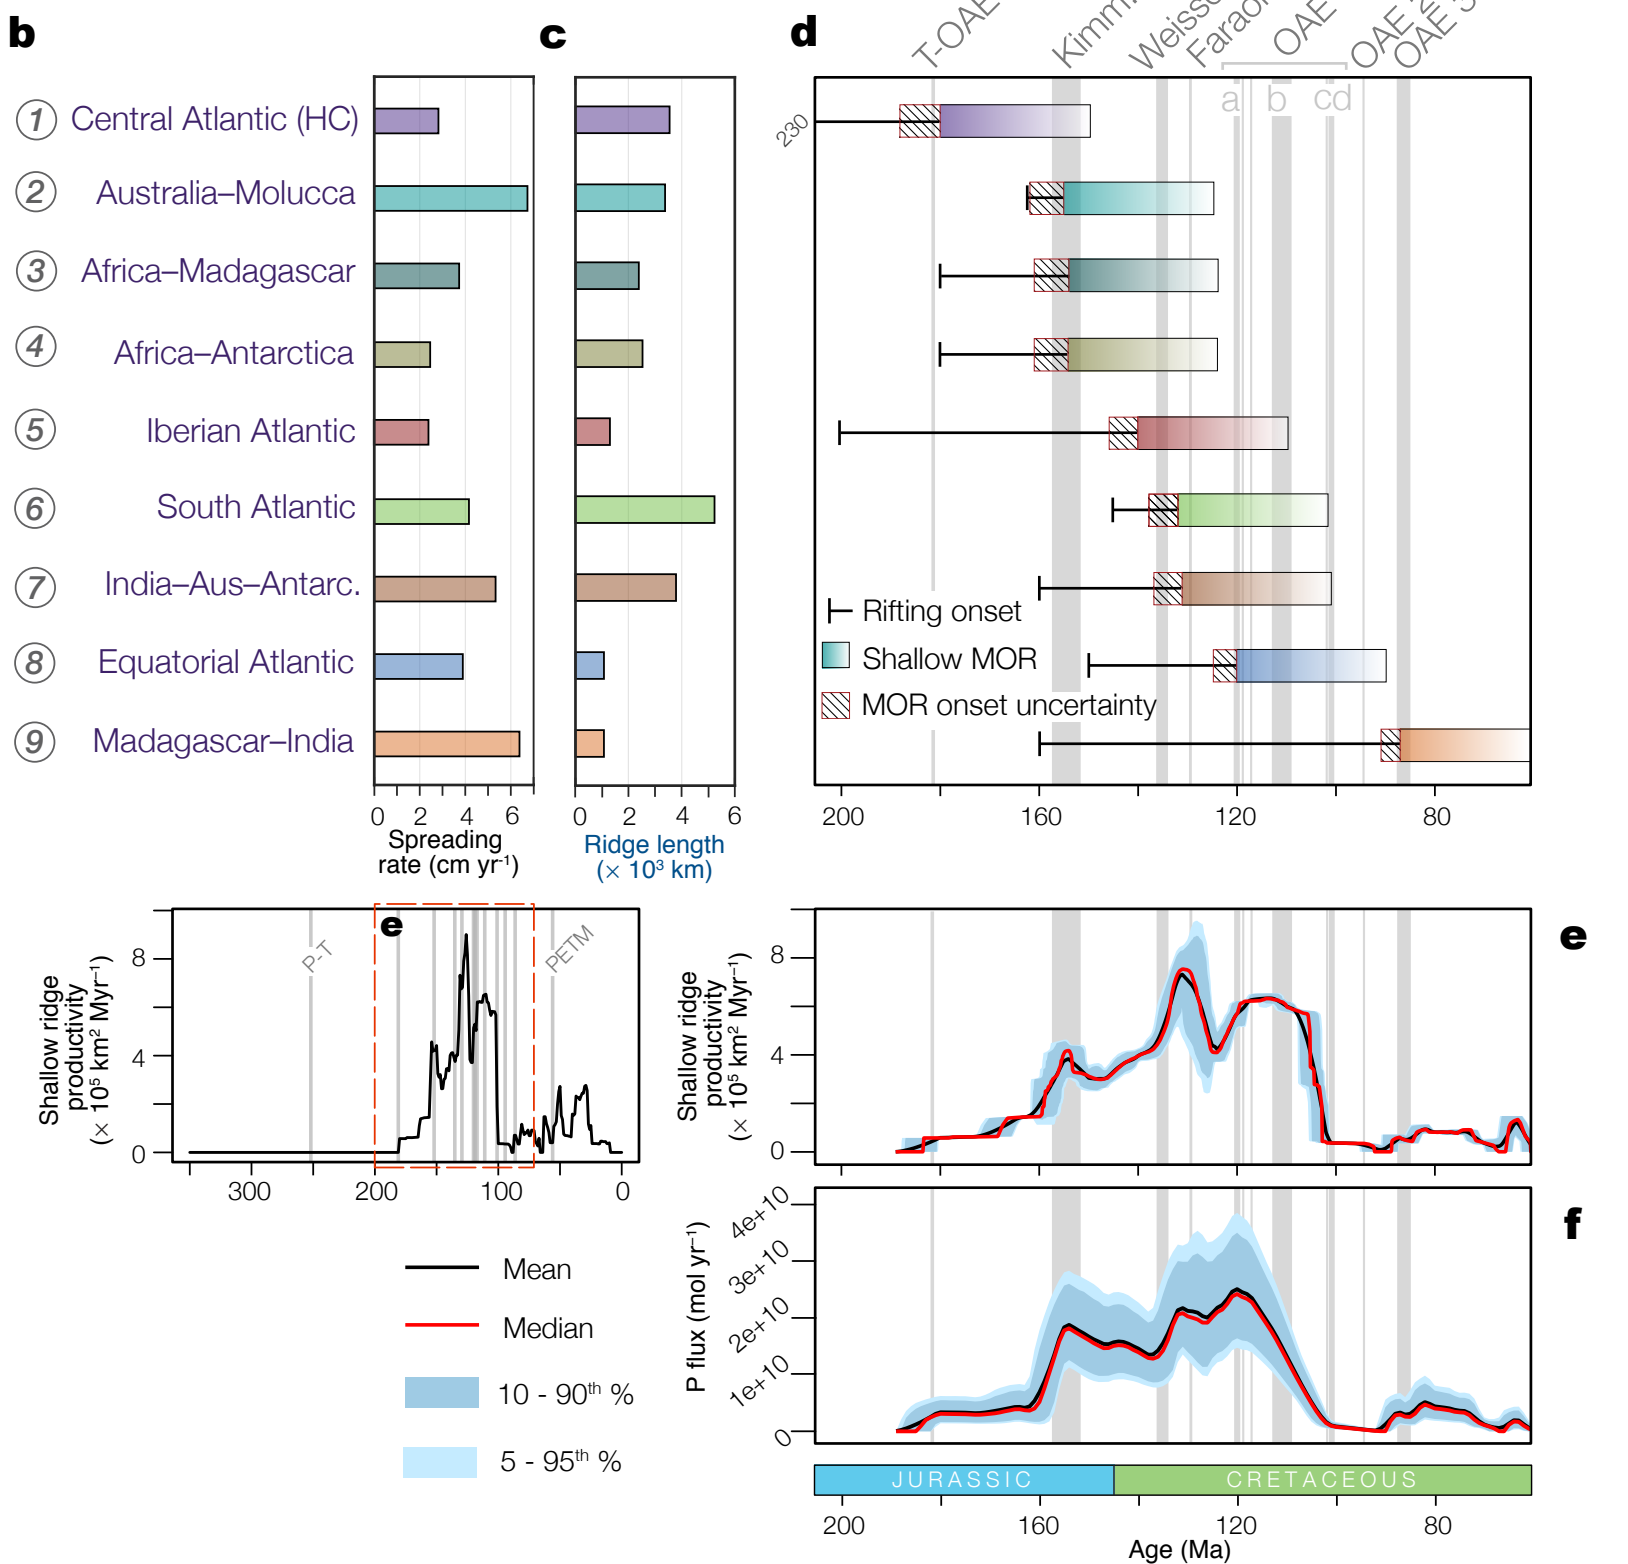 b
c
d
T-OAE
OAE
a
b
cd
1 Central Atlantic (HC)
2 Australia–Molucca
3 Africa–Madagascar
4 Africa–Antarctica
5 Iberian Atlantic
6 South Atlantic
7 India–Aus–Antarc.
8 Equatorial Atlantic
9 Madagascar–India
0 2 4 6
Spreading
rate (cm yr⁻¹)
0 2 4 6
Ridge length
(× 10³ km)
230
Rifting onset
Shallow MOR
MOR onset uncertainty
200 160 120 80
Shallow ridge
productivity
(× 10⁵ km² Myr⁻¹)
8
4
0
P-T
e
PETM
300 200 100 0
Mean
Median
10 - 90ᵗʰ %
5 - 95ᵗʰ %
e
Shallow ridge
productivity
(× 10⁵ km² Myr⁻¹)
8
4
0
f
P flux (mol yr⁻¹)
4e+10
3e+10
2e+10
1e+10
0
JURASSIC CRETACEOUS
200 160 120 80
Age (Ma)